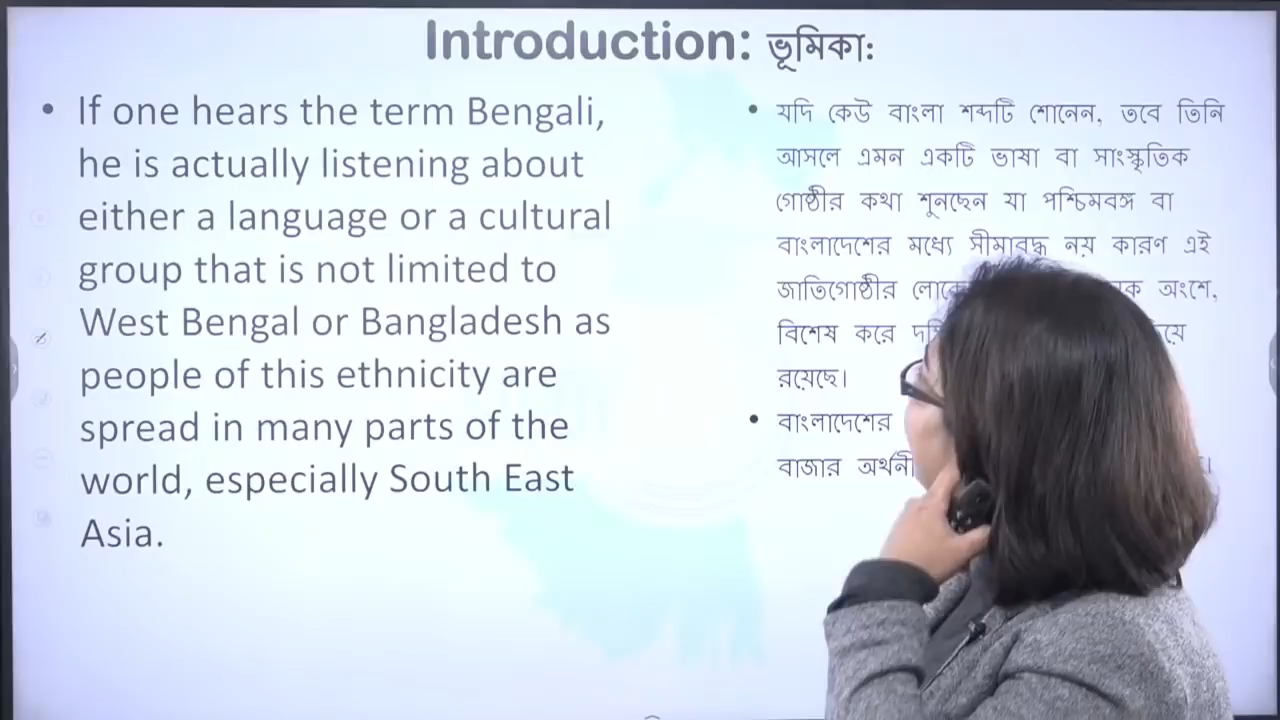 Introduction: ভূমিকা:
• If one hears the term Bengali,
he is actually listening about
either a language or a cultural
group that is not limited to
West Bengal or Bangladesh as
people of this ethnicity are
spread in many parts of the
world, especially South East
Asia.
• যদি কেউ বাংলা শব্দটি শোনেন, তবে তিনি
আসলে এমন একটি ভাষা বা সাংস্কৃতিক
গোষ্ঠীর কথা শুনছেন যা পশ্চিমবঙ্গ বা
বাংলাদেশের মধ্যে সীমাবদ্ধ নয় কারণ এই
জাতিগোষ্ঠীর অংশে,
বিশেষ করে
রয়েছে।
• বাংলাদেশের
বাজার